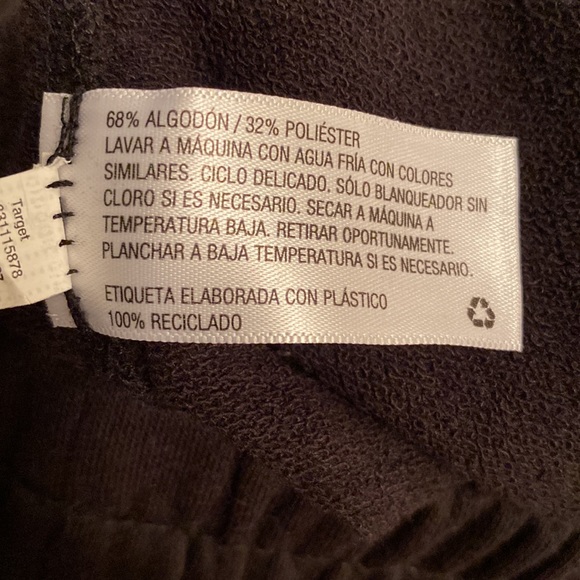 68% ALGODÓN / 32% POLIÉSTER
LAVAR A MÁQUINA CON AGUA FRÍA CON COLORES
SIMILARES. CICLO DELICADO. SÓLO BLANQUEADOR SIN
CLORO SI ES NECESARIO. SECAR A MÁQUINA A
TEMPERATURA BAJA. RETIRAR OPORTUNAMENTE.
PLANCHAR A BAJA TEMPERATURA SI ES NECESARIO.
ETIQUETA ELABORADA CON PLÁSTICO
100% RECICLADO
Target